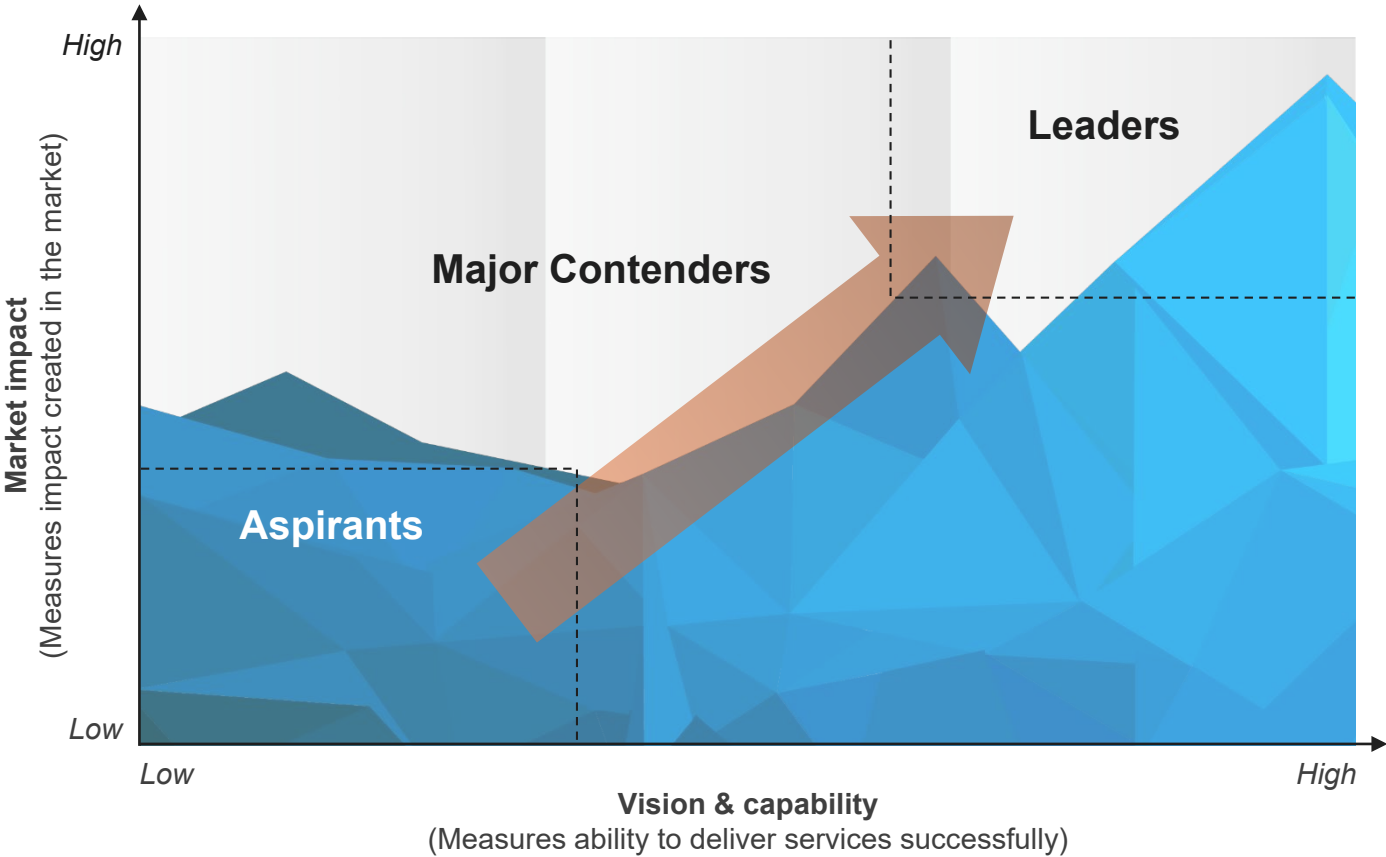 High
Leaders
Major Contenders
Market impact
(Measures impact created in the market)
Aspirants
Low
Low
High
Vision & capability
(Measures ability to deliver services successfully)